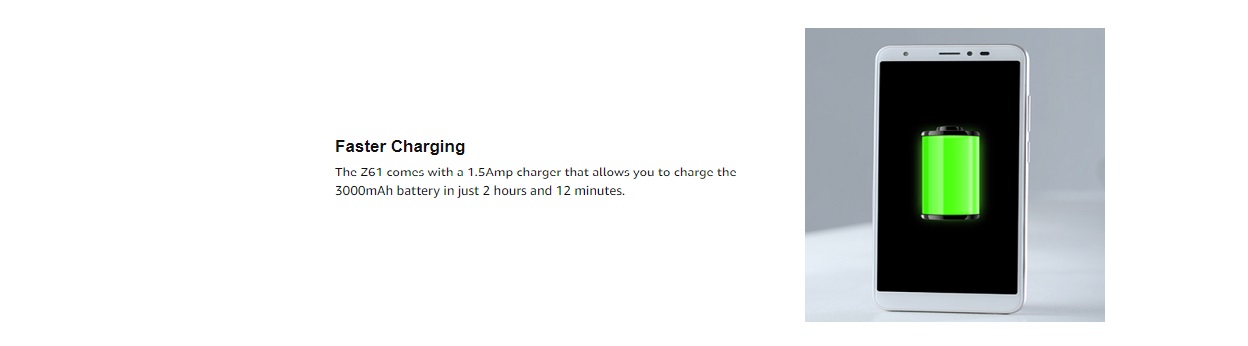 Faster Charging
The Z61 comes with a 1.5Amp charger that allows you to charge the
3000mAh battery in just 2 hours and 12 minutes.